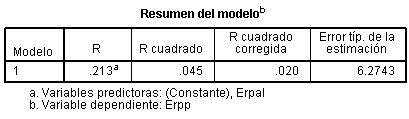 Resumen del modelo b
Modelo R R cuadrado R cuadrado corregida Error típ. de la estimación
1 .213a .045 .020 6.2743
a. Variables predictoras: (Constante), Erpal
b. Variable dependiente: Erpp